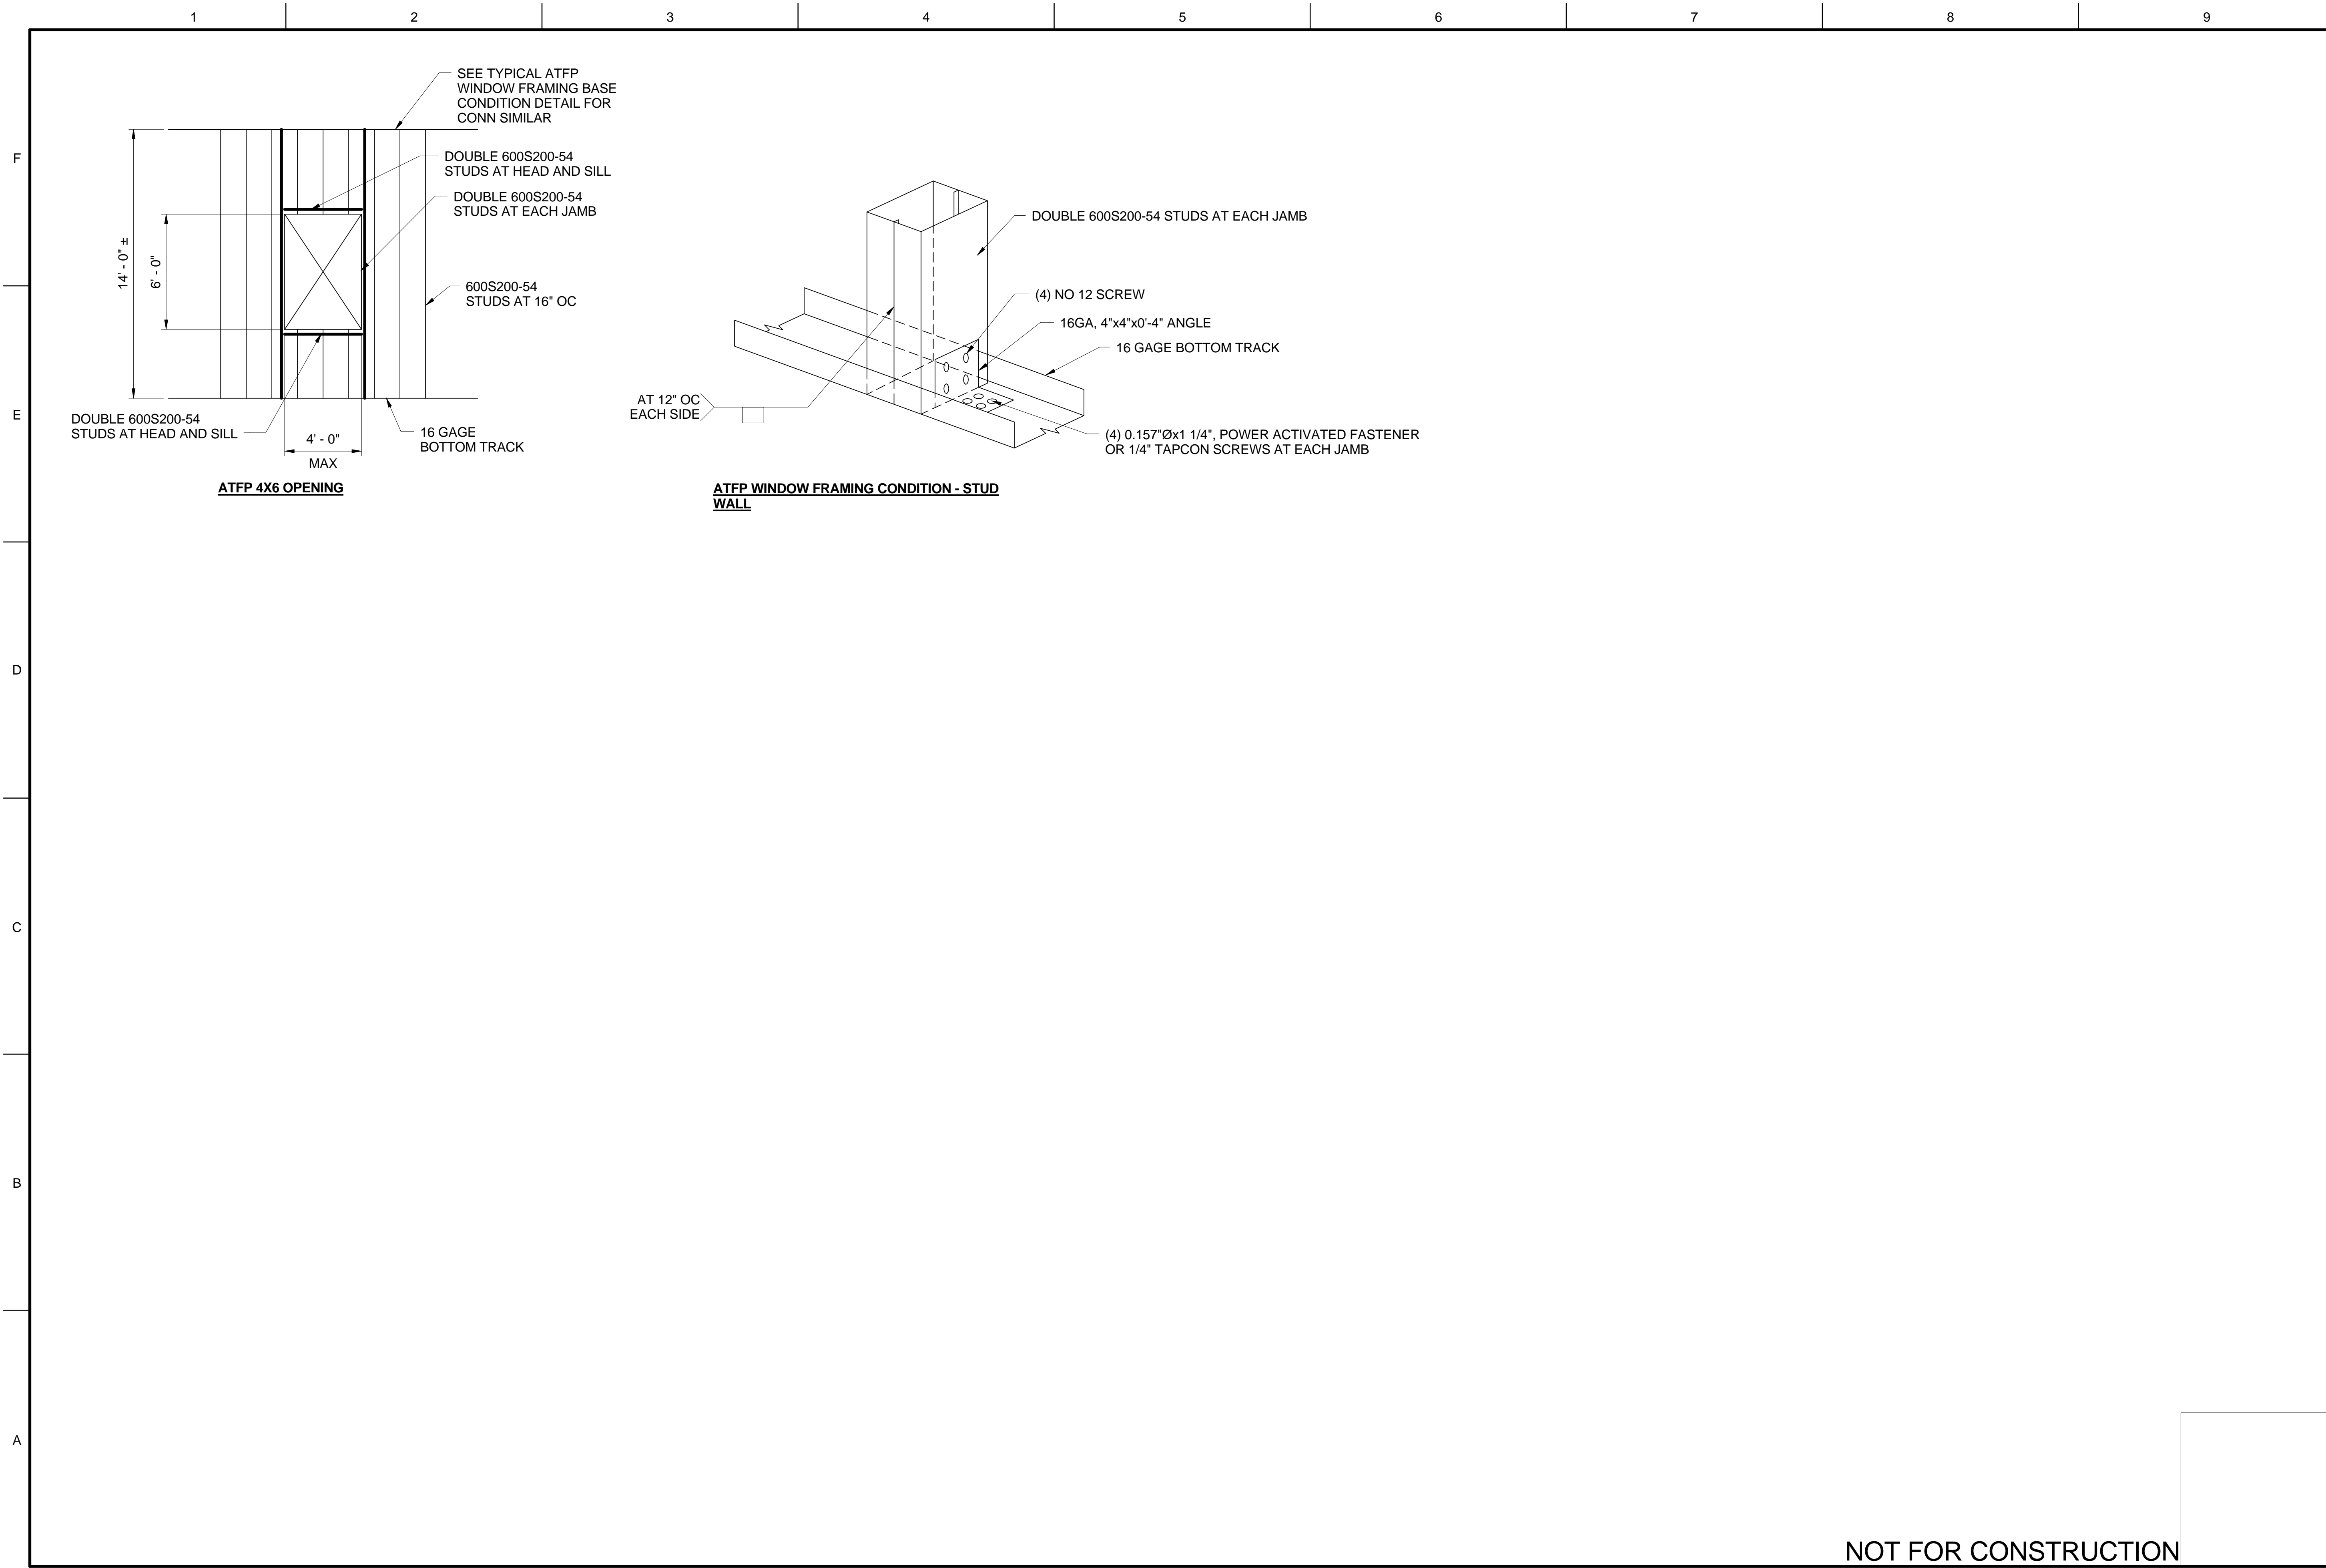 1
2
3
4
5
6
7
8
9
F
E
D
C
B
A
SEE TYPICAL ATFP
WINDOW FRAMING BASE
CONDITION DETAIL FOR
CONN SIMILAR
DOUBLE 600S200-54
STUDS AT HEAD AND SILL
DOUBLE 600S200-54
STUDS AT EACH JAMB
14' - 0" ±
6' - 0"
600S200-54
STUDS AT 16" OC
DOUBLE 600S200-54
STUDS AT HEAD AND SILL
4' - 0"
MAX
16 GAGE
BOTTOM TRACK
ATFP 4X6 OPENING
DOUBLE 600S200-54 STUDS AT EACH JAMB
(4) NO 12 SCREW
16GA, 4"x4"x0'-4" ANGLE
16 GAGE BOTTOM TRACK
AT 12" OC
EACH SIDE
(4) 0.157"Øx1 1/4", POWER ACTIVATED FASTENER
OR 1/4" TAPCON SCREWS AT EACH JAMB
ATFP WINDOW FRAMING CONDITION - STUD
WALL
NOT FOR CONSTRUCTION